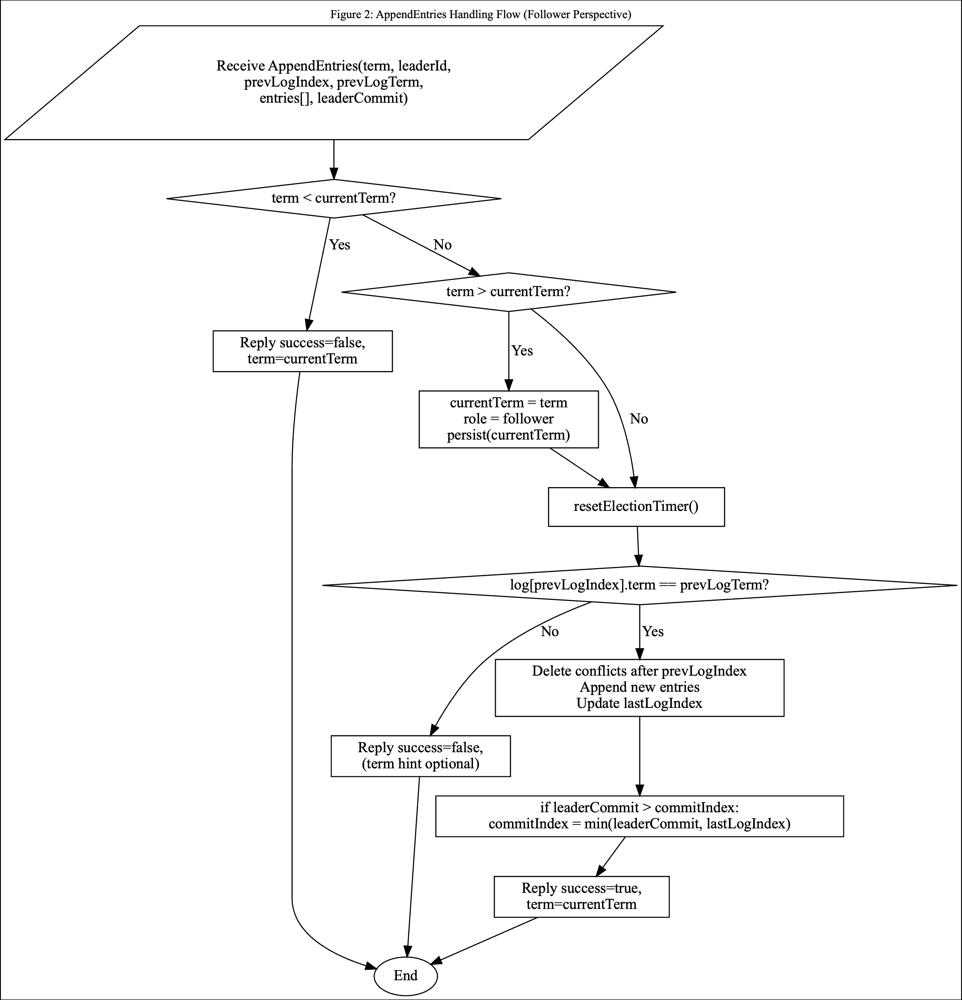 Figure 2: AppendEntries Handling Flow (Follower Perspective)
Receive AppendEntries(term, leaderId,
prevLogIndex, prevLogTerm,
entries[], leaderCommit)
term < currentTerm?
Yes
No
term > currentTerm?
Reply success=false,
term=currentTerm
Yes
No
currentTerm = term
role = follower
persist(currentTerm)
resetElectionTimer()
log[prevLogIndex].term == prevLogTerm?
No
Yes
Delete conflicts after prevLogIndex
Append new entries
Update lastLogIndex
Reply success=false,
(term hint optional)
if leaderCommit > commitIndex:
commitIndex = min(leaderCommit, lastLogIndex)
Reply success=true,
term=currentTerm
End